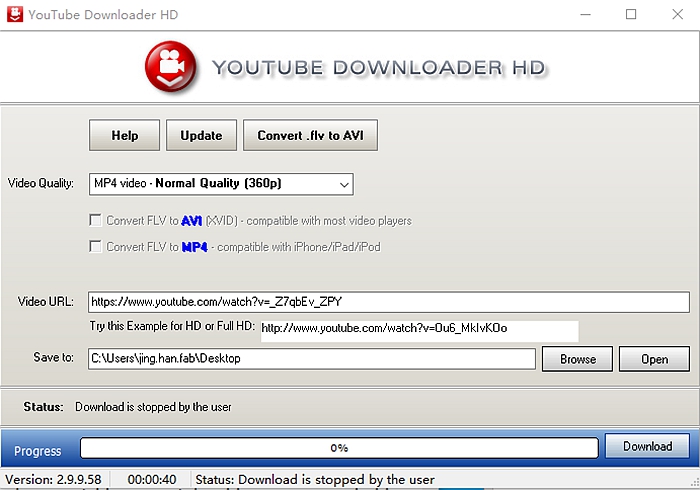 YouTube Downloader HD
YOUTUBE DOWNLOADER HD
Help Update Convert .flv to AVI
Video Quality: MP4 video - Normal Quality (360p)
Convert FLV to AVI (XVID) - compatible with most video players
Convert FLV to MP4 - compatible with iPhone/iPad/iPod
Video URL: https://www.youtube.com/watch?v=_Z7qbEv_ZPY
Try this Example for HD or Full HD: http://www.youtube.com/watch?v=Ou6_MkIvKOo
Save to: C:\Users\jing.han.fab\Desktop Browse Open
Status: Download is stopped by the user
Progress 0% Download
Version: 2.9.9.58 00:00:40 Status: Download is stopped by the user